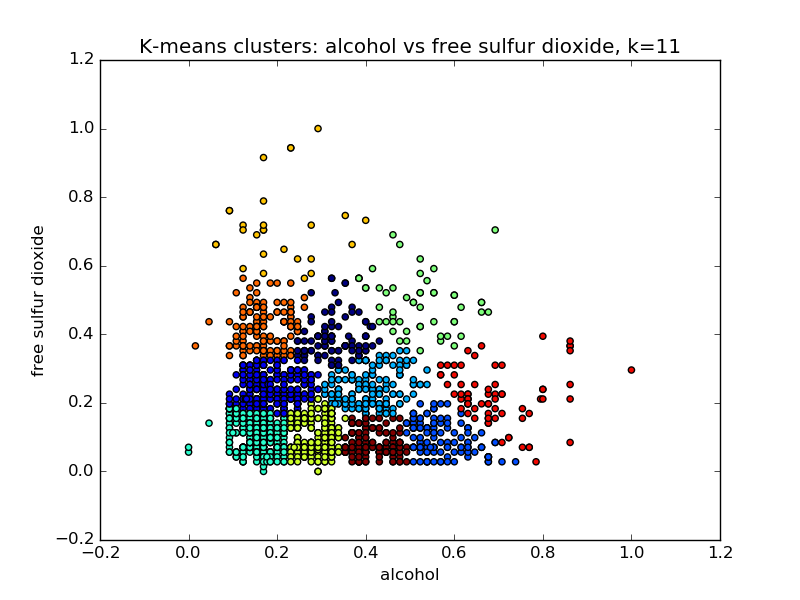 K-means clusters: alcohol vs free sulfur dioxide, k=11
1.2
1.0
0.8
0.6
0.4
0.2
0.0
−0.2
free sulfur dioxide
−0.2 0.0 0.2 0.4 0.6 0.8 1.0 1.2
alcohol